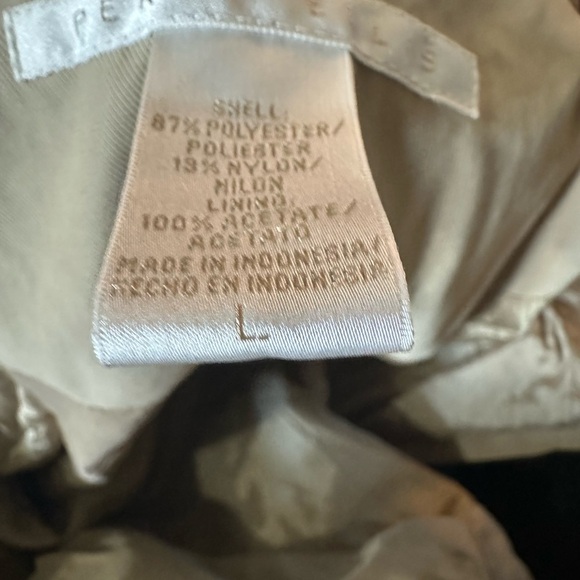 SHELL:
87% POLYESTER/
POLIESTER
13% NYLON/
NILON
LINING:
100% ACETATE/
ACETATO
MADE IN INDONESIA/
HECHO EN INDONESIA
L